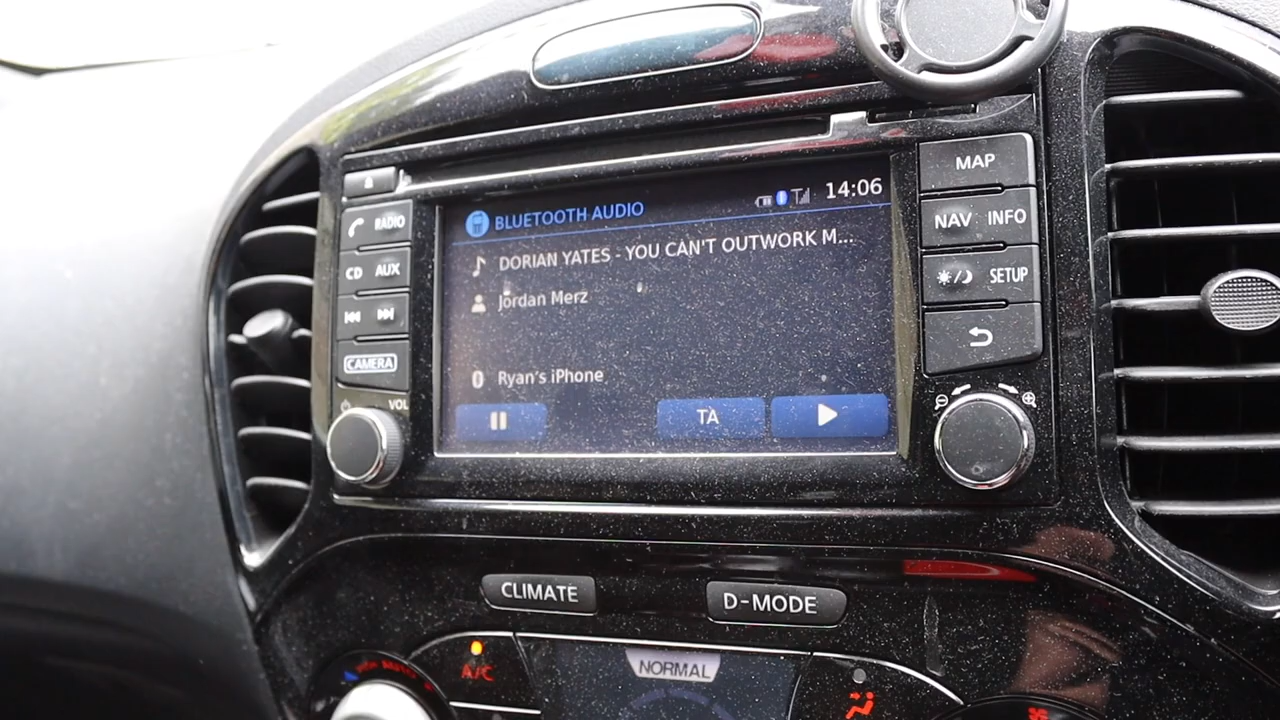 MAP
14:06
BLUETOOTH AUDIO
RADIO
NAV INFO
DORIAN YATES - YOU CAN'T OUTWORK M...
CD AUX
SETUP
Jordan Merz
CAMERA
Ryan's iPhone
VOL
TA
CLIMATE
D-MODE
NORMAL
A/C